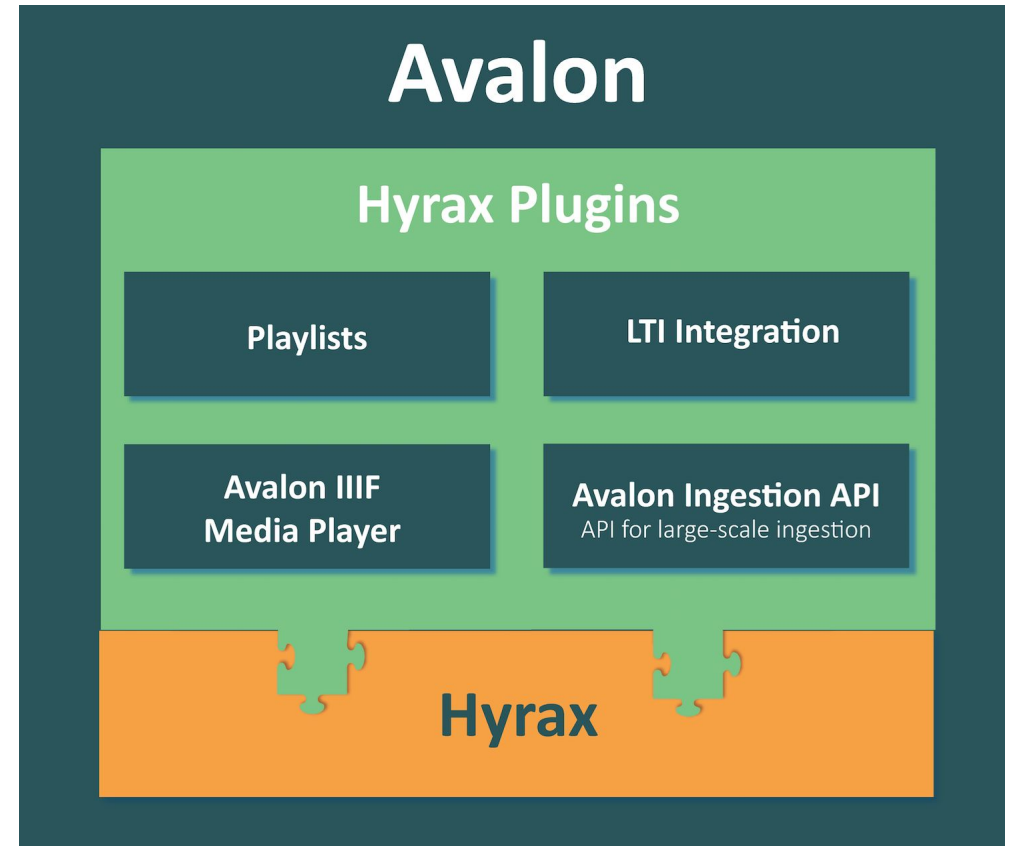 Avalon
Hyrax Plugins
Playlists
LTI Integration
Avalon IIIF
Media Player
Avalon Ingestion API
API for large-scale ingestion
Hyrax